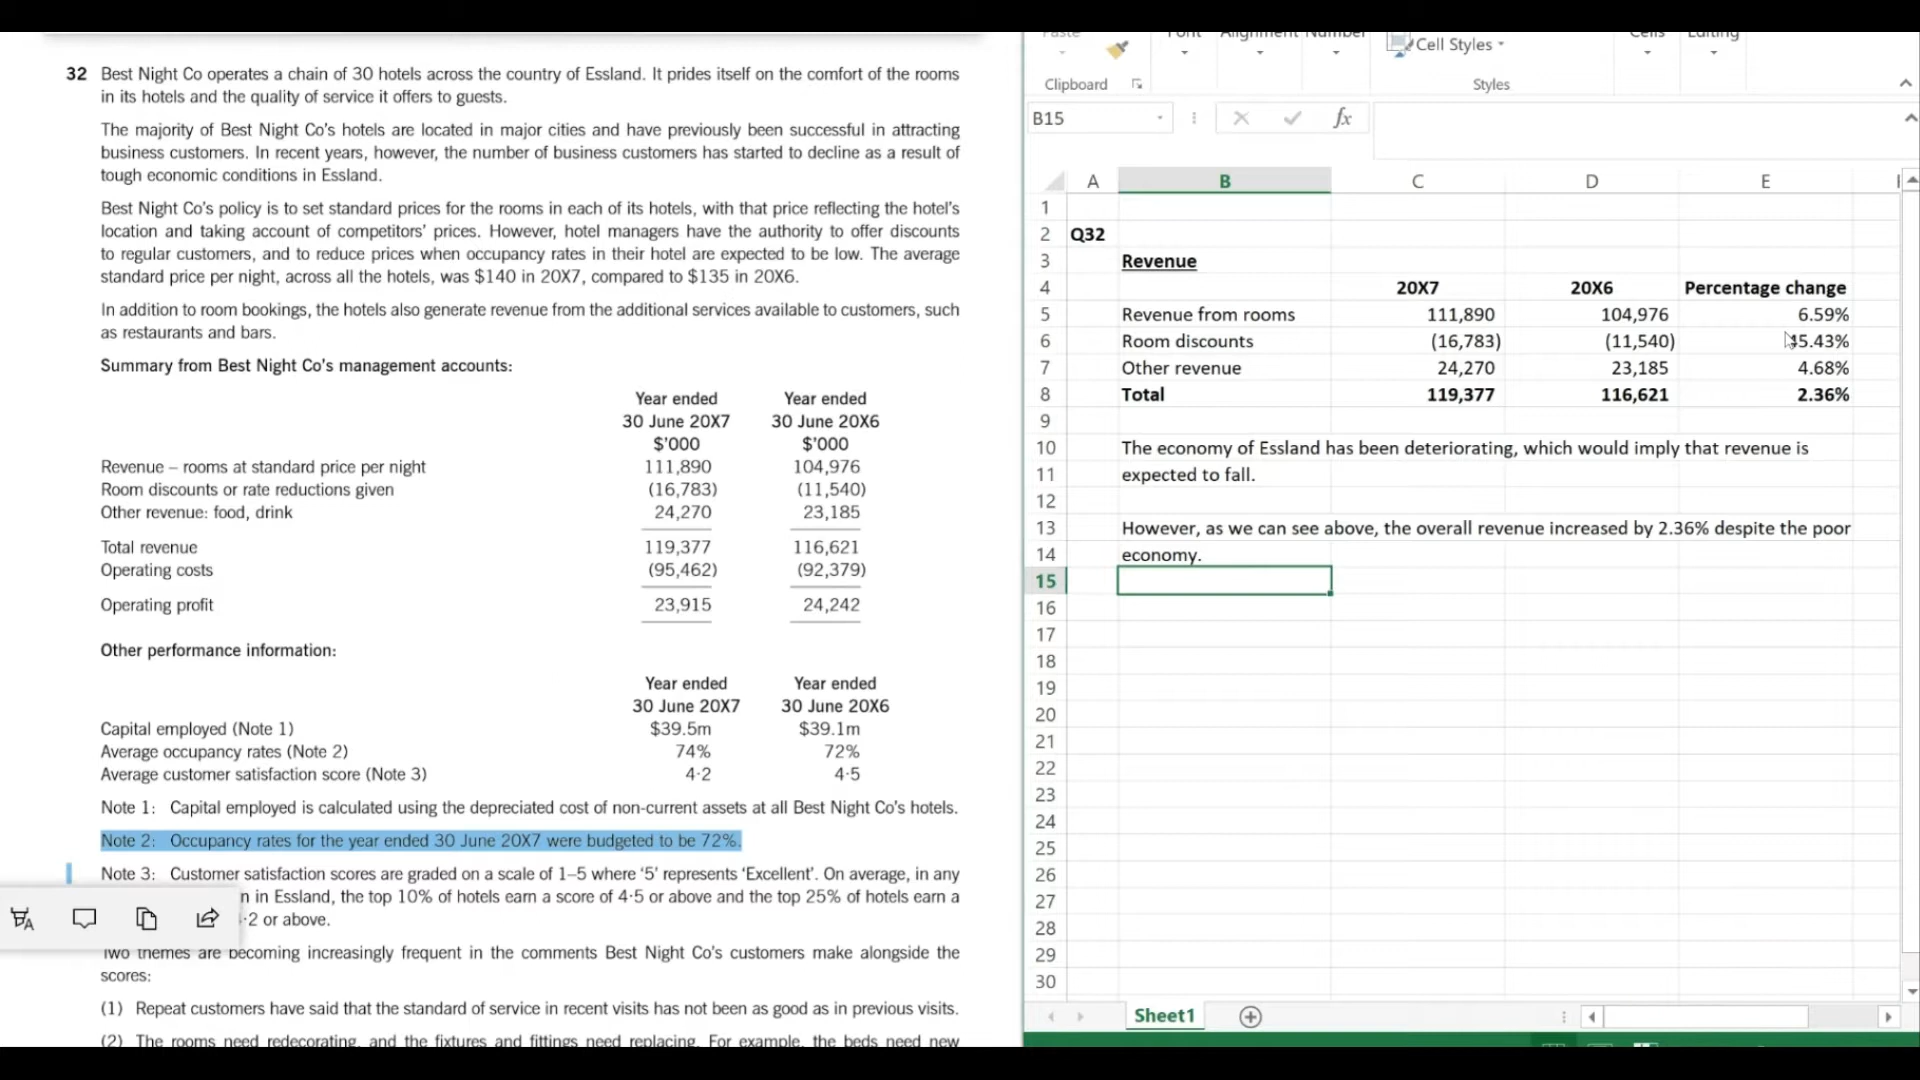 32 Best Night Co operates a chain of 30 hotels across the country of Essland. It prides itself on the comfort of the rooms
in its hotels and the quality of service it offers to guests.
The majority of Best Night Co's hotels are located in major cities and have previously been successful in attracting
business customers. In recent years, however, the number of business customers has started to decline as a result of
tough economic conditions in Essland.
Best Night Co's policy is to set standard prices for the rooms in each of its hotels, with that price reflecting the hotel's
location and taking account of competitors' prices. However, hotel managers have the authority to offer discounts
to regular customers, and to reduce prices when occupancy rates in their hotel are expected to be low. The average
standard price per night, across all the hotels, was $140 in 20X7, compared to $135 in 20X6.
In addition to room bookings, the hotels also generate revenue from the additional services available to customers, such
as restaurants and bars.
Summary from Best Night Co's management accounts:
Year ended Year ended
30 June 20X7 30 June 20X6
$'000 $'000
Revenue – rooms at standard price per night 111,890 104,976
Room discounts or rate reductions given (16,783) (11,540)
Other revenue: food, drink 24,270 23,185
Total revenue 119,377 116,621
Operating costs (95,462) (92,379)
Operating profit 23,915 24,242
Other performance information:
Year ended Year ended
30 June 20X7 30 June 20X6
Capital employed (Note 1) $39.5m $39.1m
Average occupancy rates (Note 2) 74% 72%
Average customer satisfaction score (Note 3) 4·2 4·5
Note 1: Capital employed is calculated using the depreciated cost of non-current assets at all Best Night Co's hotels.
Note 2: Occupancy rates for the year ended 30 June 20X7 were budgeted to be 72%.
Note 3: Customer satisfaction scores are graded on a scale of 1–5 where '5' represents 'Excellent'. On average, in any
n in Essland, the top 10% of hotels earn a score of 4·5 or above and the top 25% of hotels earn a
·2 or above.
Two themes are becoming increasingly frequent in the comments Best Night Co's customers make alongside the
scores:
(1) Repeat customers have said that the standard of service in recent visits has not been as good as in previous visits.
(2) The rooms need redecorating, and the fixtures and fittings need replacing. For example, the beds need new
Paste Font Alignment Number Cell Styles Cells Editing
Clipboard Styles
B15 fx
A B C D E
1
2 Q32
3 Revenue
4 20X7 20X6 Percentage change
5 Revenue from rooms 111,890 104,976 6.59%
6 Room discounts (16,783) (11,540) 45.43%
7 Other revenue 24,270 23,185 4.68%
8 Total 119,377 116,621 2.36%
9
10 The economy of Essland has been deteriorating, which would imply that revenue is
11 expected to fall.
12
13 However, as we can see above, the overall revenue increased by 2.36% despite the poor
14 economy.
15
16
17
18
19
20
21
22
23
24
25
26
27
28
29
30
Sheet1